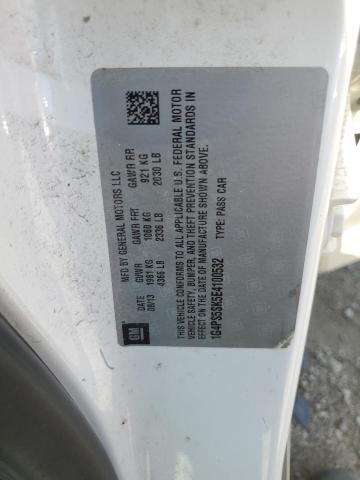 GM
MFD BY GENERAL MOTORS LLC
DATE GVWR GAWR FRT GAWR RR
08/13 1981 KG 1060 KG 921 KG
4366 LB 2336 LB 2030 LB
THIS VEHICLE CONFORMS TO ALL APPLICABLE U.S. FEDERAL MOTOR
VEHICLE SAFETY, BUMPER, AND THEFT PREVENTION STANDARDS IN
EFFECT ON THE DATE OF MANUFACTURE SHOWN ABOVE.
1G4PS5SK5E4100532 TYPE: PASS CAR